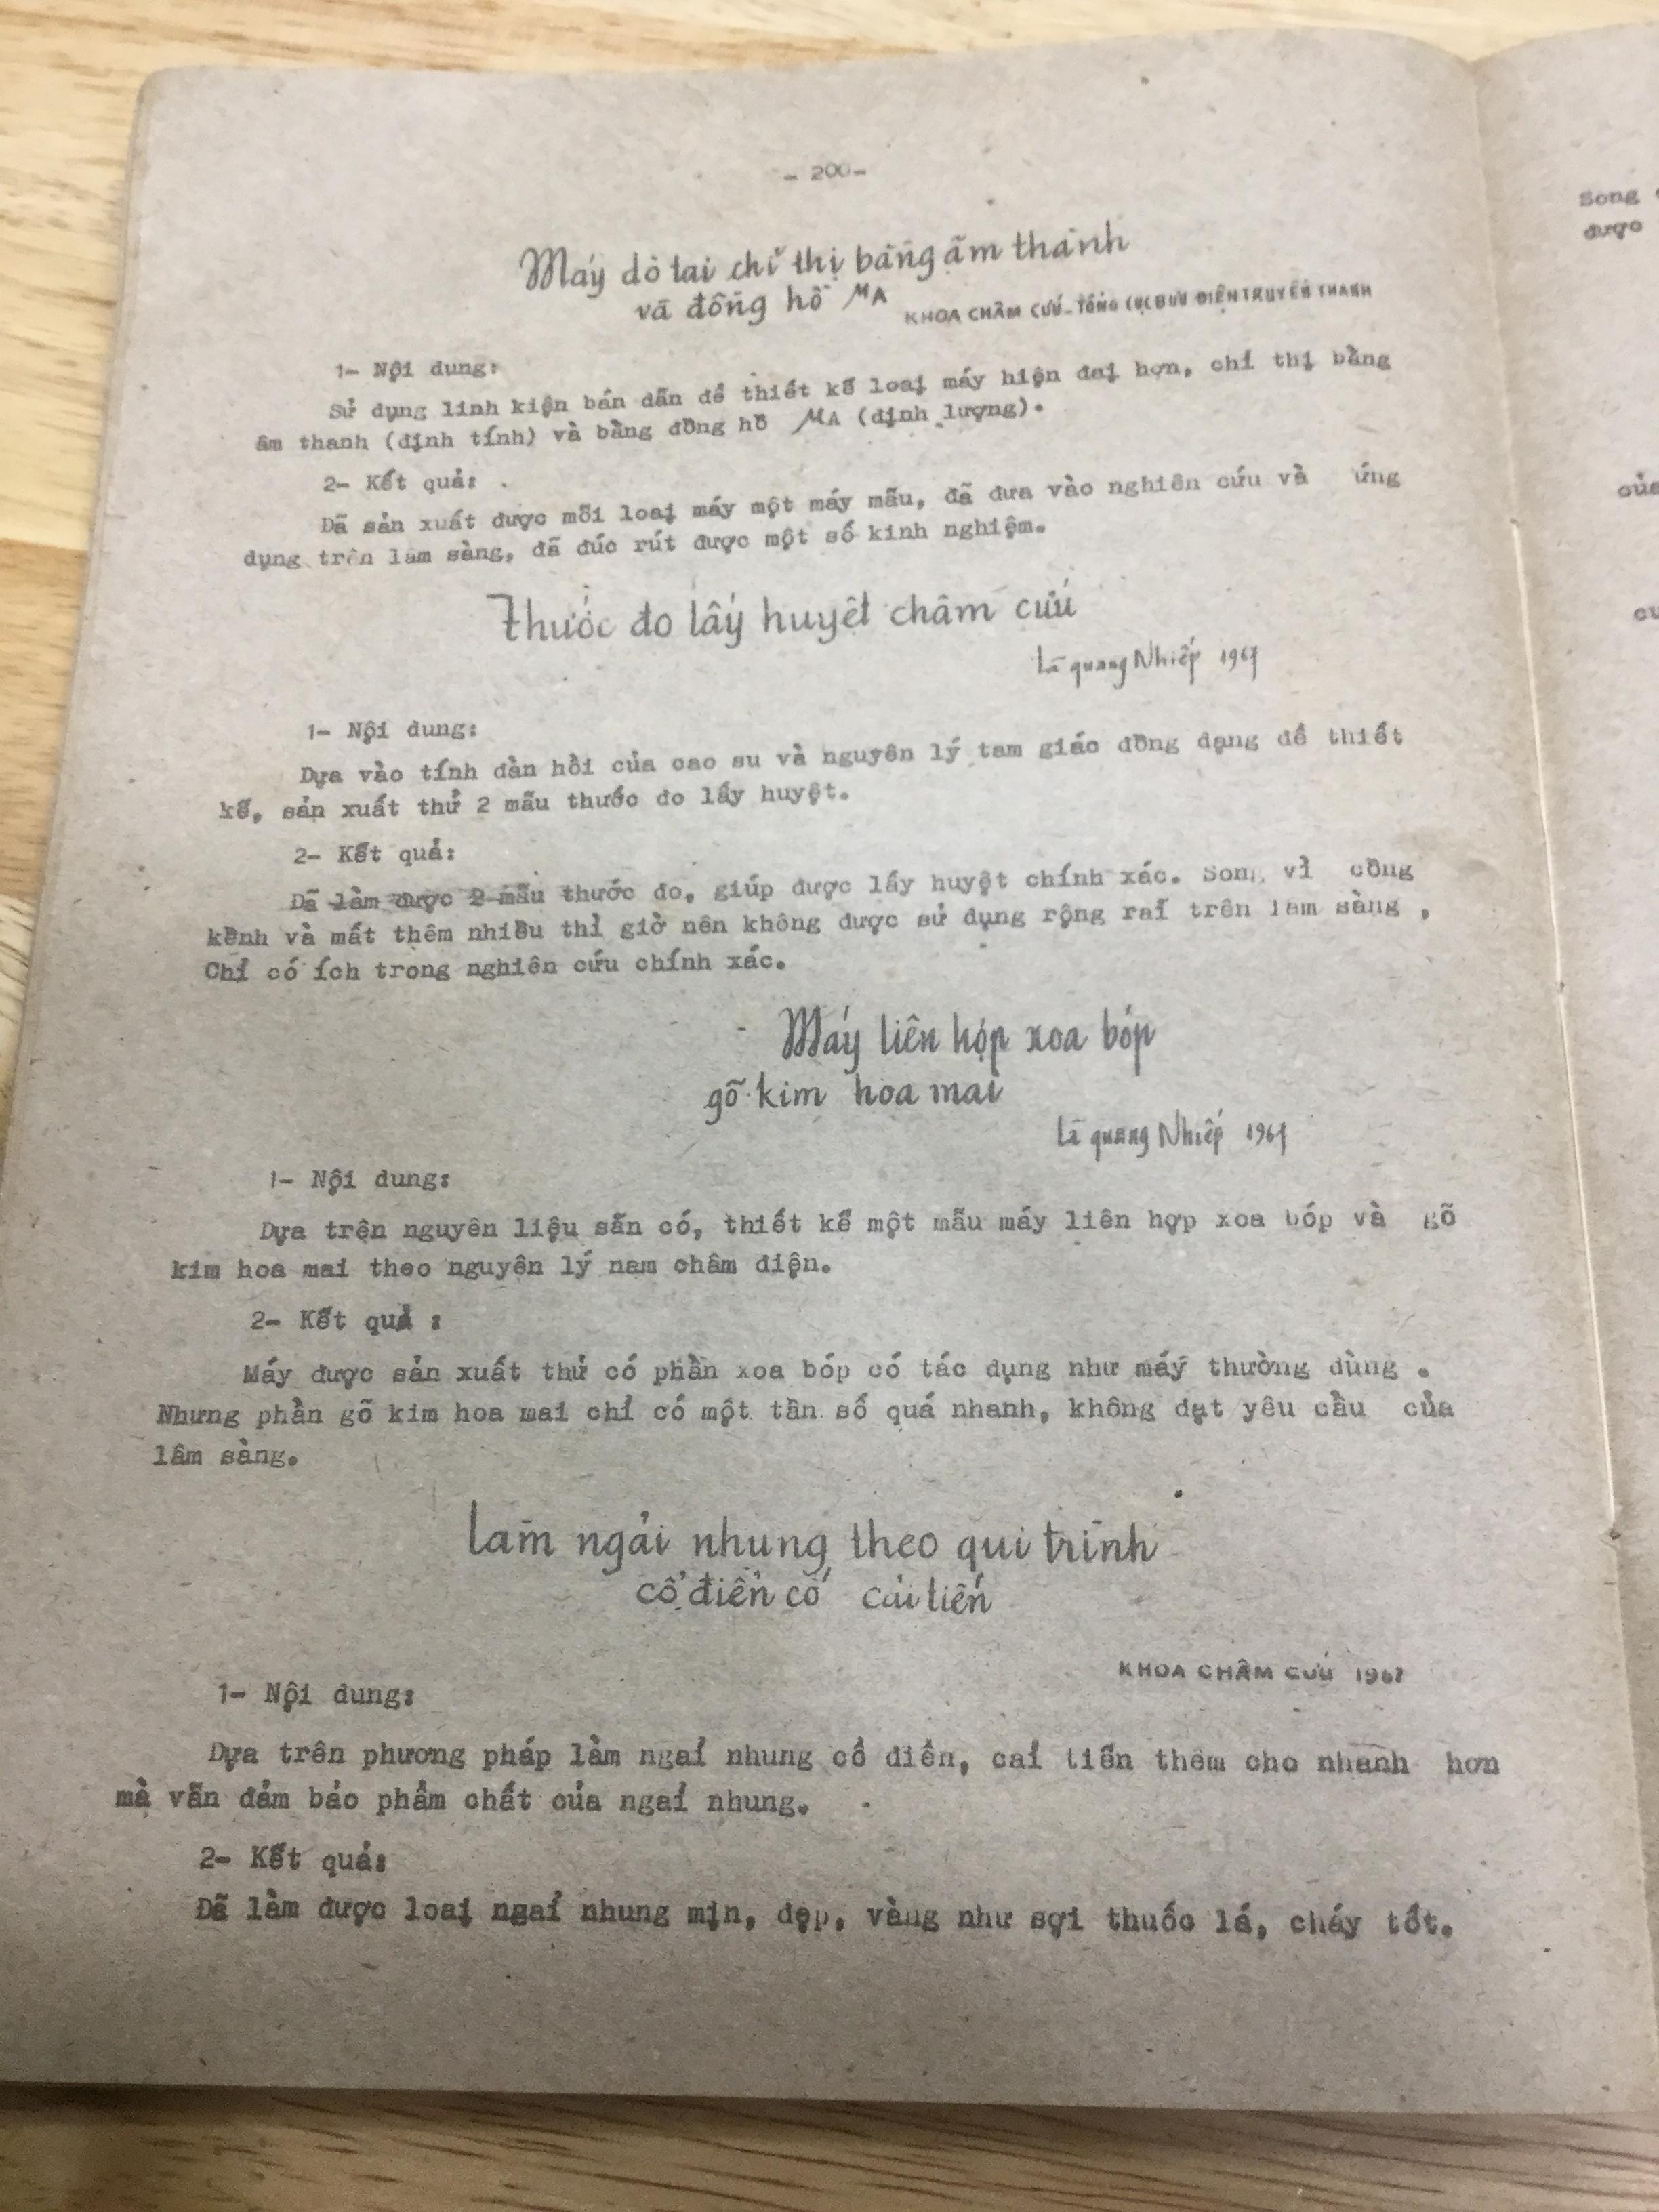 - 200-
Máy dò tai chỉ thị bằng âm thanh
và đồng hồ μA KHOA CHÂM CỨU - TỔNG CỤC BƯU ĐIỆN TRUYỀN THANH
1- Nội dung:
Sử dụng linh kiện bán dẫn để thiết kế loại máy hiện đại hơn, chỉ thị bằng
âm thanh (định tính) và bằng đồng hồ μA (định lượng).
2- Kết quả:
Đã sản xuất được mỗi loại máy một máy mẫu, đã đưa vào nghiên cứu và ứng
dụng trên lâm sàng, đã đúc rút được một số kinh nghiệm.
Thước đo lấy huyệt châm cứu
Lã quang Nhiếp
1- Nội dung:
Dựa vào tính đàn hồi của cao su và nguyên lý tam giác đồng dạng để thiết
kế, sản xuất thử 2 mẫu thước đo lấy huyệt.
2- Kết quả:
Đã làm được 2 mẫu thước đo, giúp được lấy huyệt chính xác. Song vì cồng
kềnh và mất thêm nhiều thì giờ nên không được sử dụng rộng rãi trên lâm sàng ,
Chỉ có ích trong nghiên cứu chính xác.
Máy liên hợp xoa bóp
gõ kim hoa mai
Lã quang Nhiếp
1- Nội dung:
Dựa trện nguyên liệu sẵn có, thiết kế một mẫu máy liên hợp xoa bóp và gõ
kim hoa mai theo nguyên lý nam châm điện.
2- Kết quả :
Máy được sản xuất thử có phần xoa bóp có tác dụng như máy thường dùng .
Nhưng phần gõ kim hoa mai chỉ có một tần số quá nhanh, không đạt yêu cầu của
lâm sàng.
Làm ngải nhung theo qui trình
cổ điển có cải tiến
KHOA CHÂM CỨU
1- Nội dung:
Dựa trên phương pháp làm ngải nhung cổ điển, cải tiến thêm cho nhanh hơn
mà vẫn đảm bảo phẩm chất của ngải nhung.
2- Kết quả:
Đã làm được loại ngải nhung mịn, đẹp, vàng như sợi thuốc lá, cháy tốt.
Song
được
của